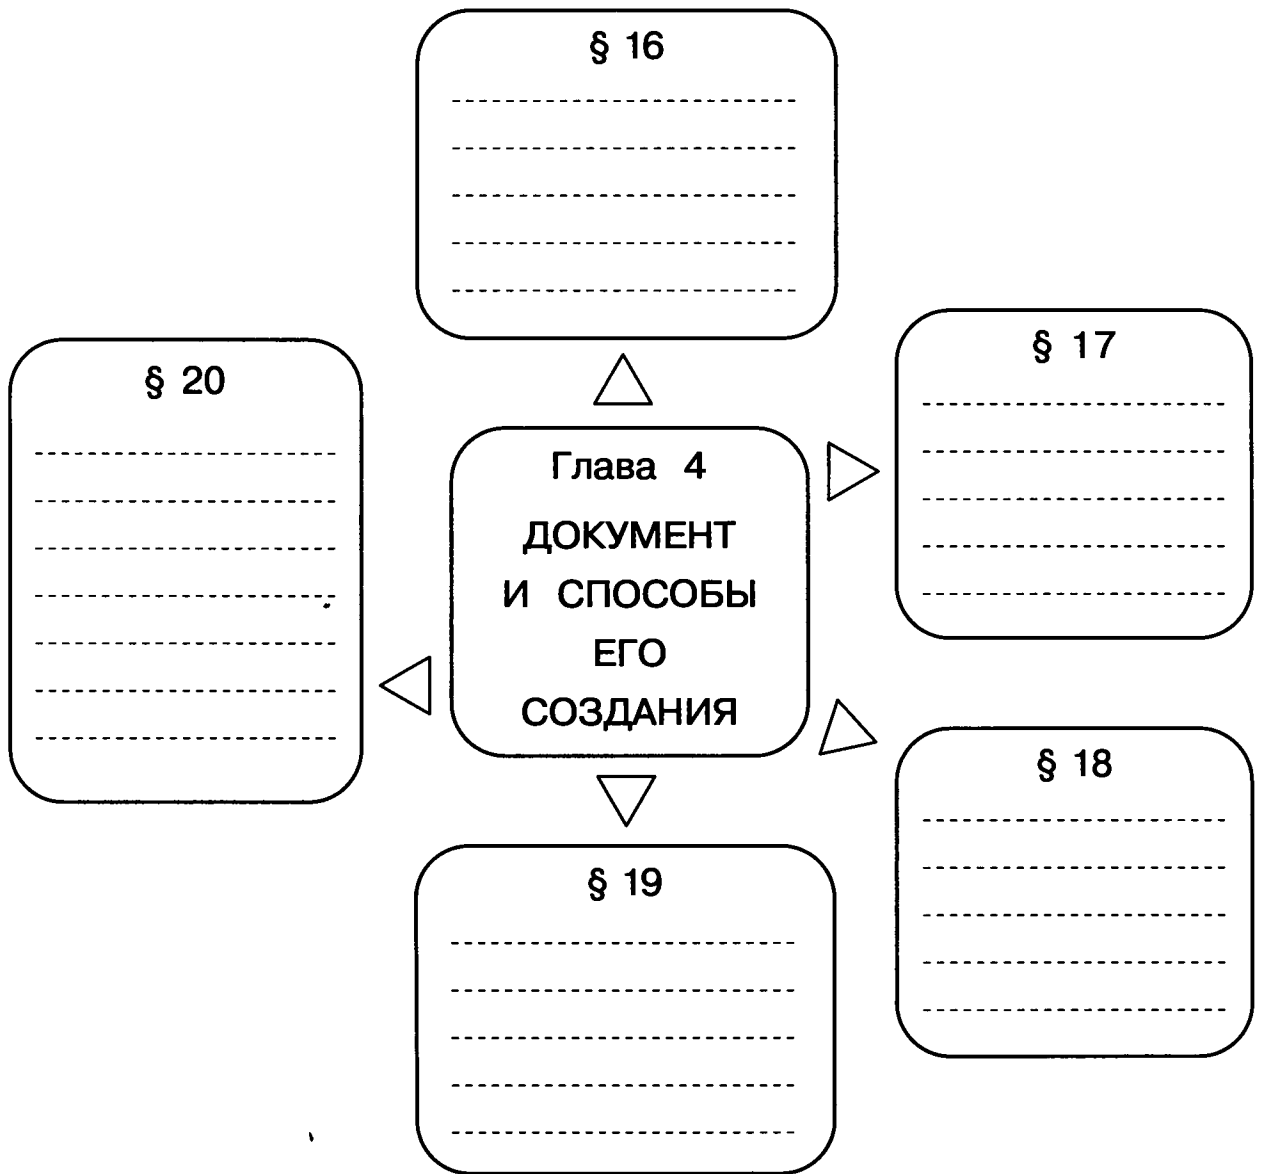 § 16
§ 17
§ 20
Глава 4
ДОКУМЕНТ
И СПОСОБЫ
ЕГО
СОЗДАНИЯ
§ 18
§ 19